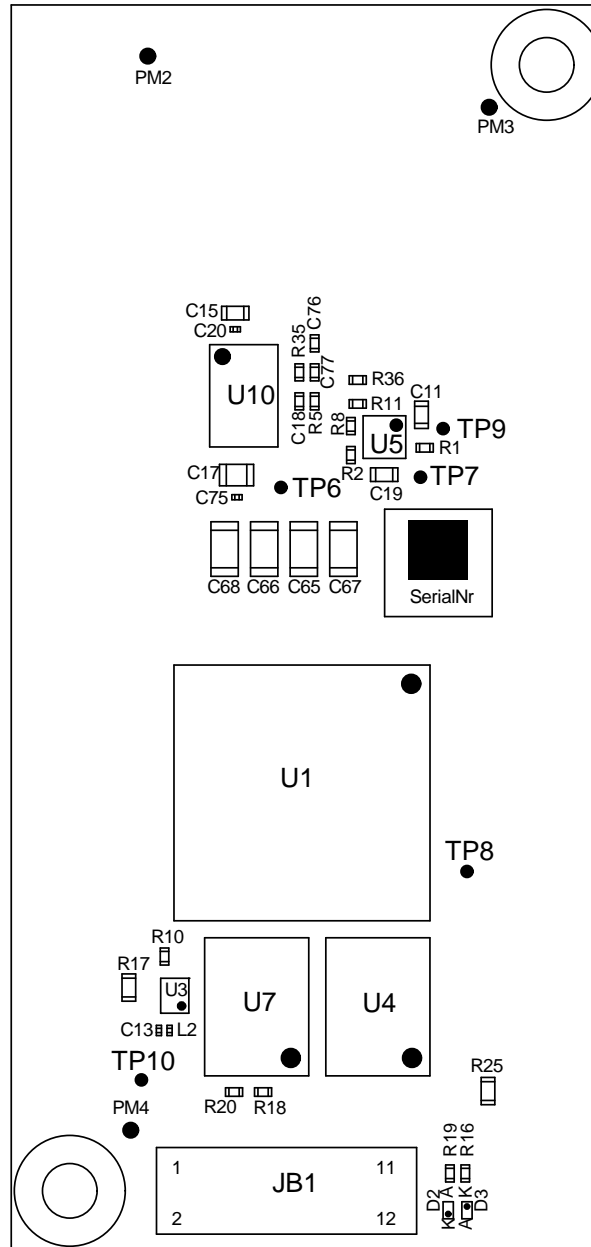 PM2
PM3
C15
C20
C76
R35
C77
U10
R36
C11
R11
C18
R5
R8
U5
TP9
R1
R2
C17
C75
TP6
C19
TP7
C68
C66
C65
C67
SerialNr
U1
TP8
R10
R17
U3
U7
U4
C13
L2
TP10
R25
R20
R18
PM4
R19
R16
1
11
JB1
2
12
D2
A
K
D3
K
A